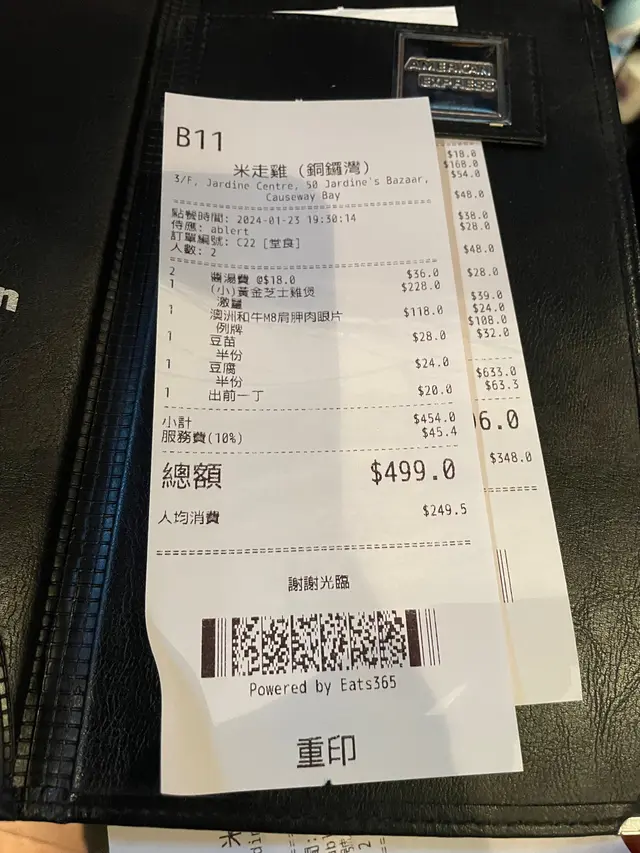 AMERICAN
EXPRESS
B11
米走雞（銅鑼灣）
3/F, Jardine Centre, 50 Jardine's Bazaar,
Causeway Bay
點餐時間: 2024-01-23 19:30:14
侍應: ablert
訂單編號: C22 [堂食]
人數: 2
2 醬湯費 @$18.0 $36.0
1 (小)黃金芝士雞煲 $228.0
激量
1 澳洲和牛M8肩胛肉眼片 $118.0
例牌
1 豆苗 $28.0
半份
1 豆腐 $24.0
半份
1 出前一丁 $20.0
小計 $454.0
服務費(10%) $45.4
總額 $499.0
人均消費 $249.5
謝謝光臨
Powered by Eats365
重印
$18.0
$168.0
$54.0
$48.0
$38.0
$28.0
$48.0
$28.0
$39.0
$24.0
$108.0
$32.0
$633.0
$63.3
6.0
$348.0